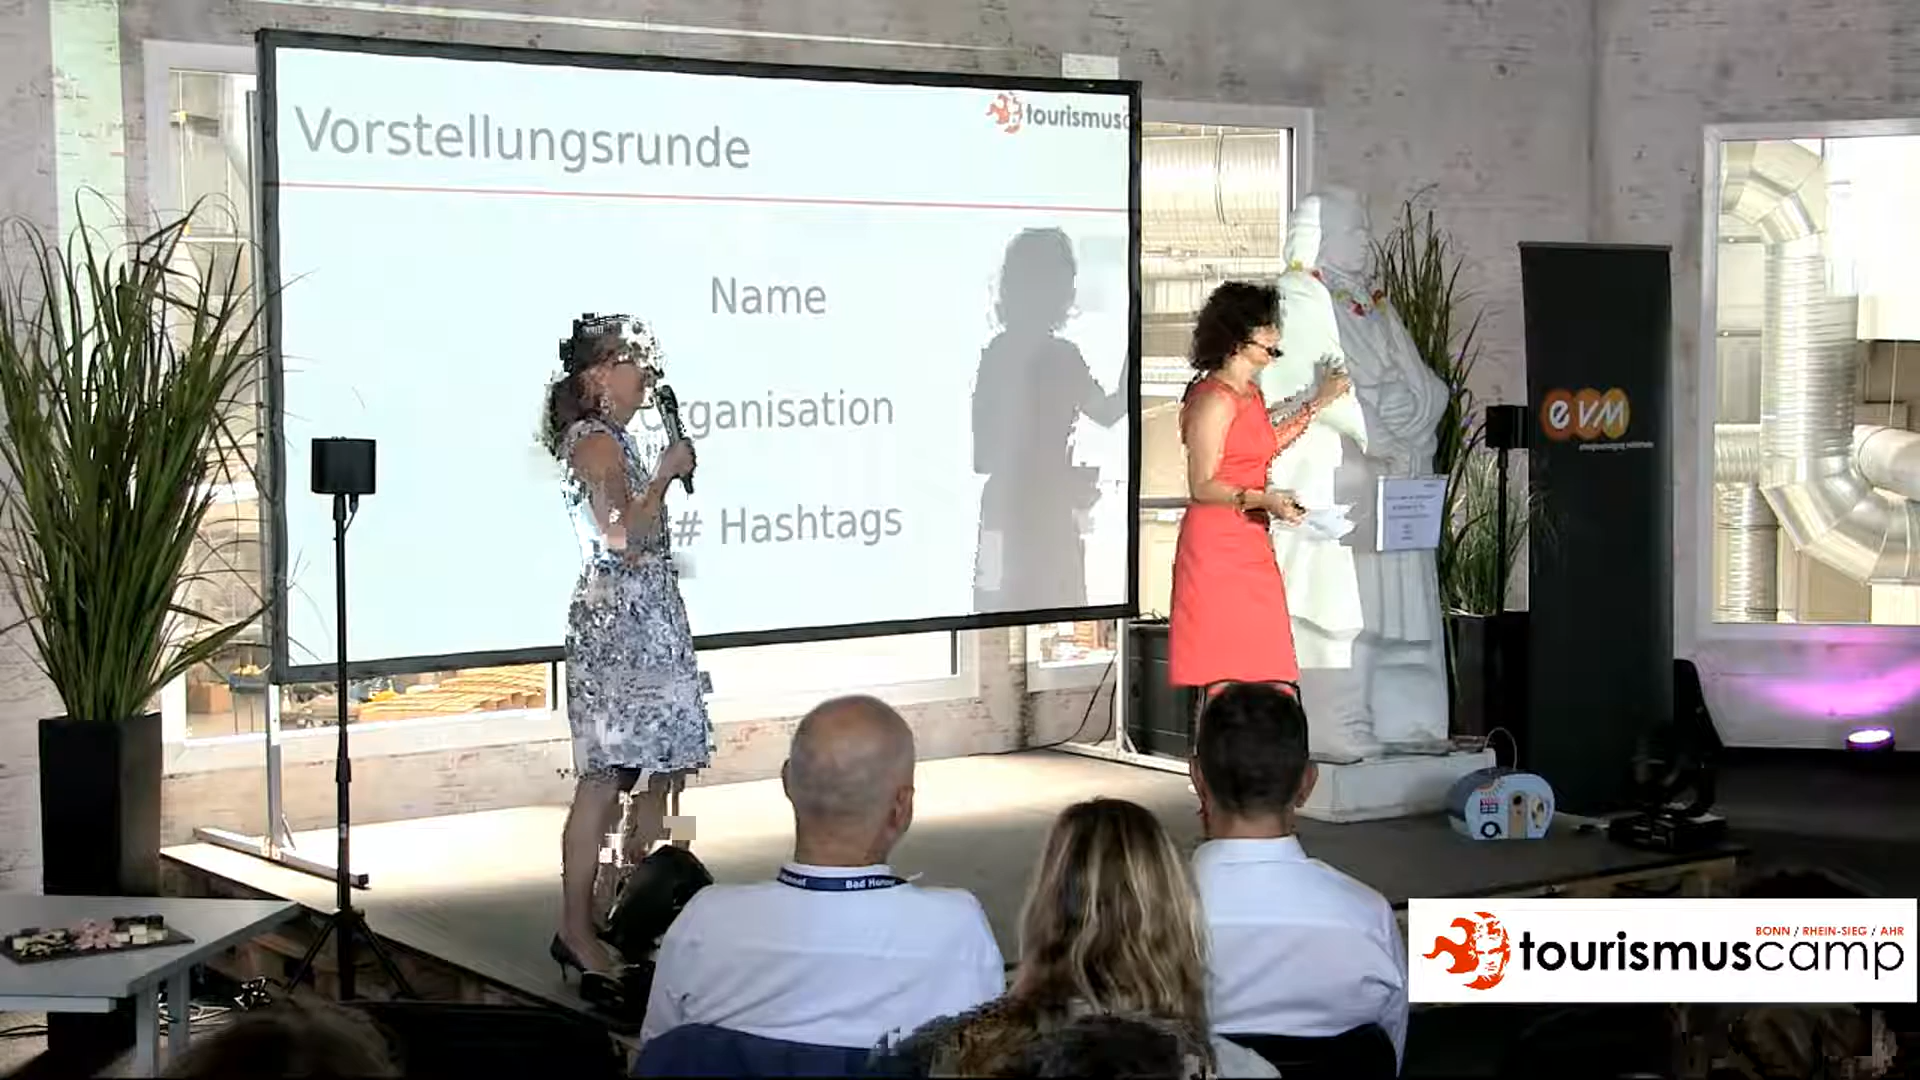 Vorstellungsrunde
tourismusc
Name
rganisation
# Hashtags
evm
Bad Honnef
BONN / RHEIN-SIEG / AHR
tourismuscamp